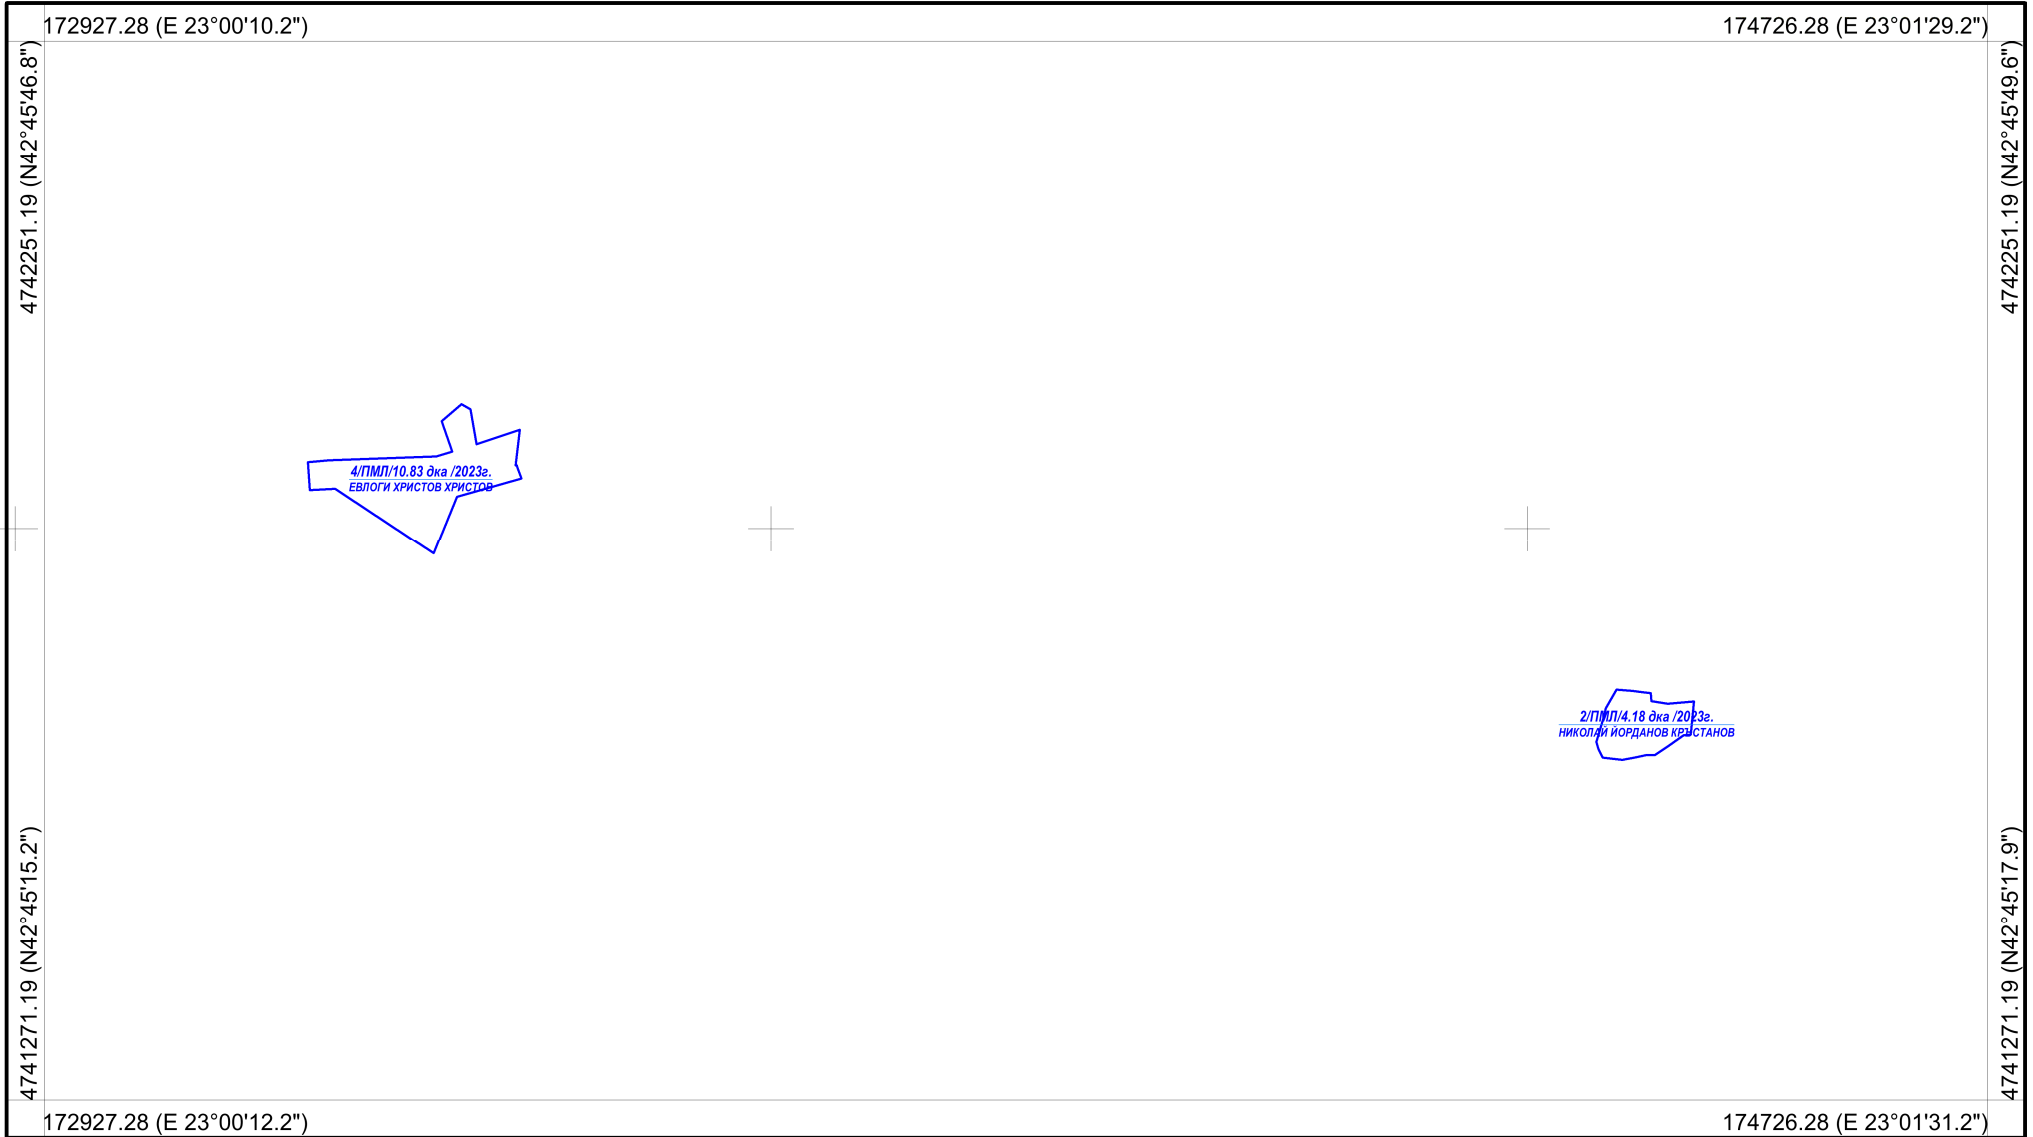 172927.28 (E 23°00'10.2")
174726.28 (E 23°01'29.2")
4742251.19 (N42°45'46.8")
4742251.19 (N42°45'49.6")
4/ПМЛ/10.83 дка /2023г.
ЕВЛОГИ ХРИСТОВ ХРИСТОВ
2/ПМЛ/4.18 дка /2023г.
НИКОЛАЙ ЙОРДАНОВ КРЪСТАНОВ
4741271.19 (N42°45'15.2")
4741271.19 (N42°45'17.9")
172927.28 (E 23°00'12.2")
174726.28 (E 23°01'31.2")